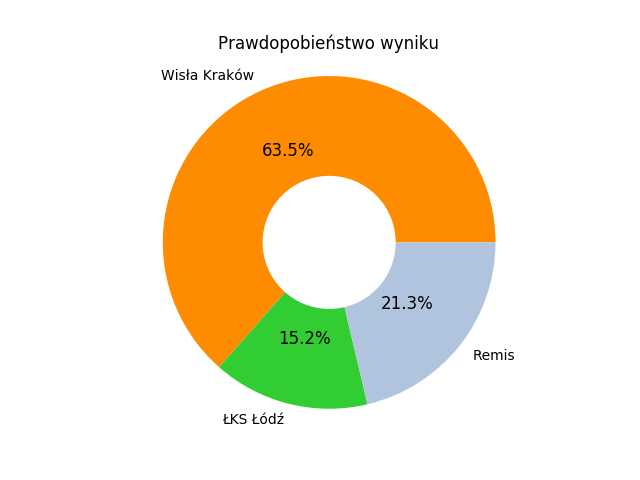 Prawdopobieństwo wyniku
Wisła Kraków
63.5%
21.3%
15.2%
Remis
ŁKS Łódź